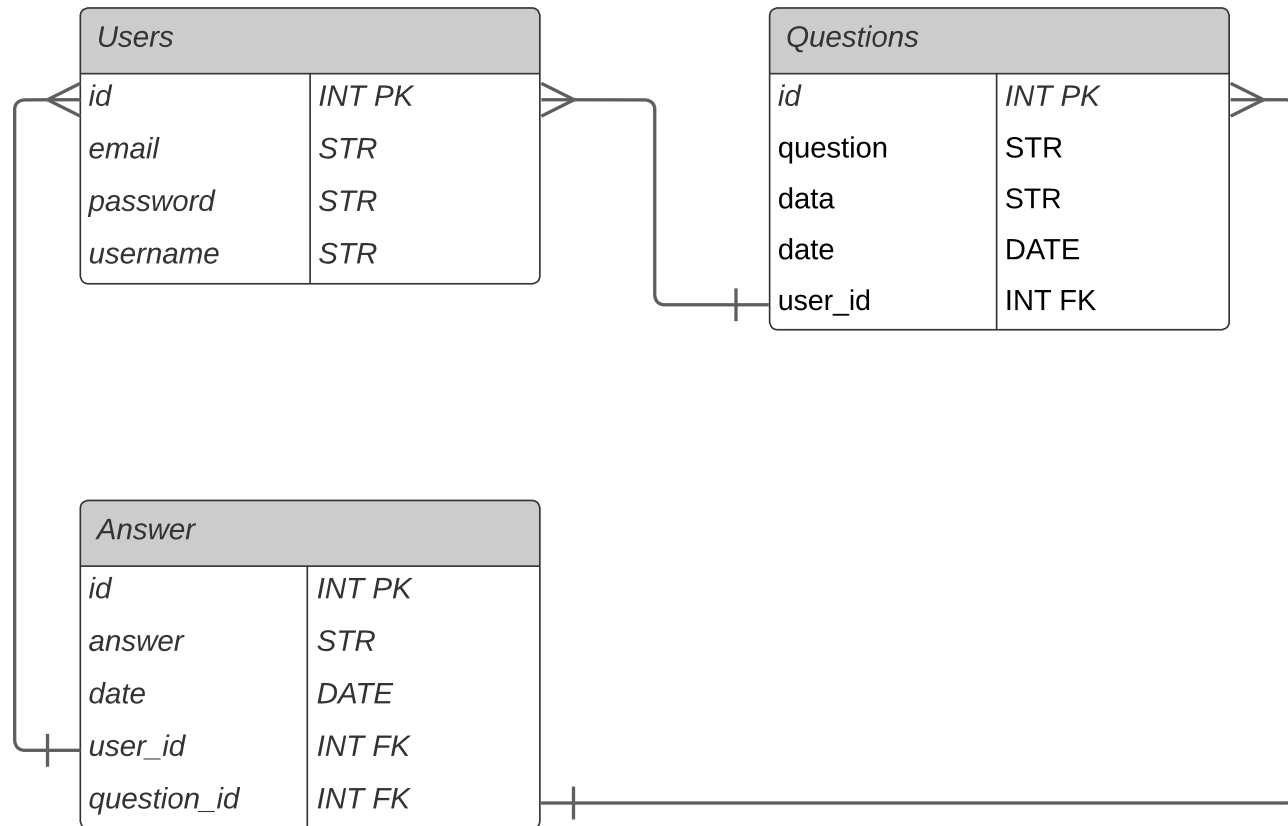 Users
id INT PK
email STR
password STR
username STR
Questions
id INT PK
question STR
data STR
date DATE
user_id INT FK
Answer
id INT PK
answer STR
date DATE
user_id INT FK
question_id INT FK